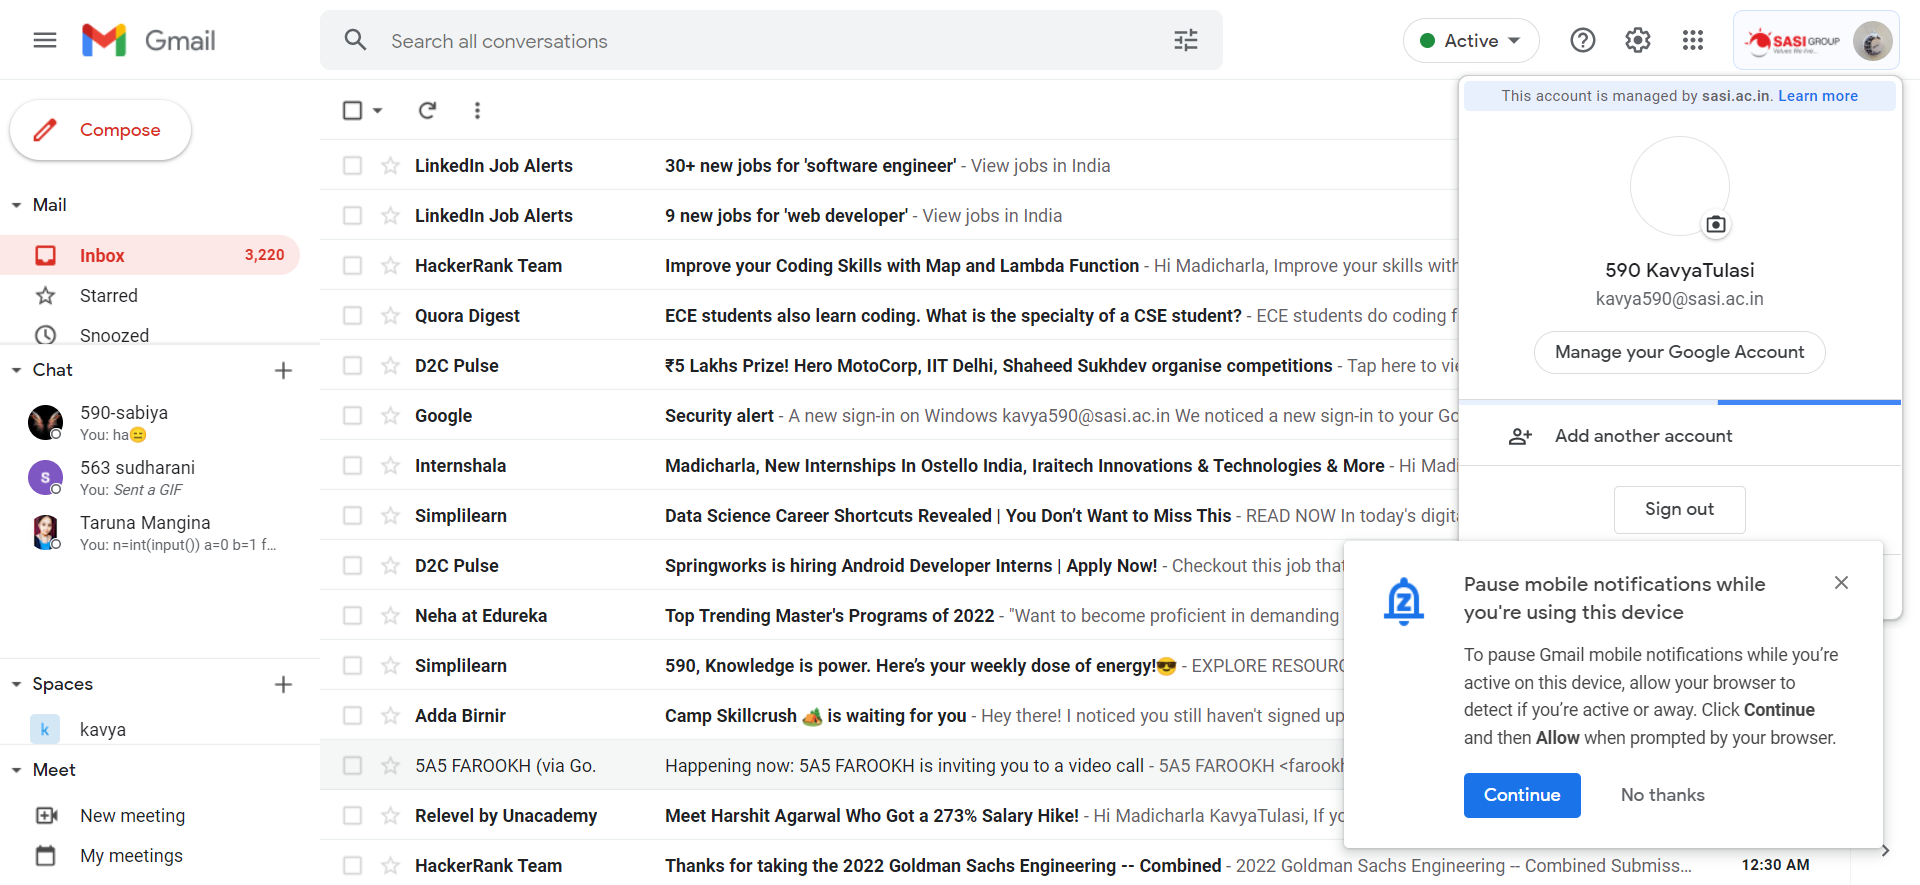 Gmail
Search all conversations
Active
SASI GROUP
This account is managed by sasi.ac.in. Learn more
590 KavyaTulasi
kavya590@sasi.ac.in
Manage your Google Account
Add another account
Sign out
Compose
Mail
Inbox 3,220
Starred
Snoozed
Chat
590-sabiya
You: ha😑
S
563 sudharani
You: Sent a GIF
Taruna Mangina
You: n=int(input()) a=0 b=1 f...
Spaces
k kavya
Meet
New meeting
My meetings
LinkedIn Job Alerts 30+ new jobs for 'software engineer' - View jobs in India
LinkedIn Job Alerts 9 new jobs for 'web developer' - View jobs in India
HackerRank Team Improve your Coding Skills with Map and Lambda Function - Hi Madicharla, Improve your skills with
Quora Digest ECE students also learn coding. What is the specialty of a CSE student? - ECE students do coding f
D2C Pulse ₹5 Lakhs Prize! Hero MotoCorp, IIT Delhi, Shaheed Sukhdev organise competitions - Tap here to vie
Google Security alert - A new sign-in on Windows kavya590@sasi.ac.in We noticed a new sign-in to your Go
Internshala Madicharla, New Internships In Ostello India, Iraitech Innovations & Technologies & More - Hi Madi
Simplilearn Data Science Career Shortcuts Revealed | You Don’t Want to Miss This - READ NOW In today's digita
D2C Pulse Springworks is hiring Android Developer Interns | Apply Now! - Checkout this job that
Neha at Edureka Top Trending Master's Programs of 2022 - "Want to become proficient in demanding
Simplilearn 590, Knowledge is power. Here’s your weekly dose of energy!😎 - EXPLORE RESOURC
Adda Birnir Camp Skillcrush 🏕️ is waiting for you - Hey there! I noticed you still haven't signed up
5A5 FAROOKH (via Go. Happening now: 5A5 FAROOKH is inviting you to a video call - 5A5 FAROOKH <farookh
Relevel by Unacademy Meet Harshit Agarwal Who Got a 273% Salary Hike! - Hi Madicharla KavyaTulasi, If yo
HackerRank Team Thanks for taking the 2022 Goldman Sachs Engineering -- Combined - 2022 Goldman Sachs Engineering -- Combined Submiss... 12:30 AM
Pause mobile notifications while
you're using this device
To pause Gmail mobile notifications while you’re
active on this device, allow your browser to
detect if you’re active or away. Click Continue
and then Allow when prompted by your browser.
Continue No thanks